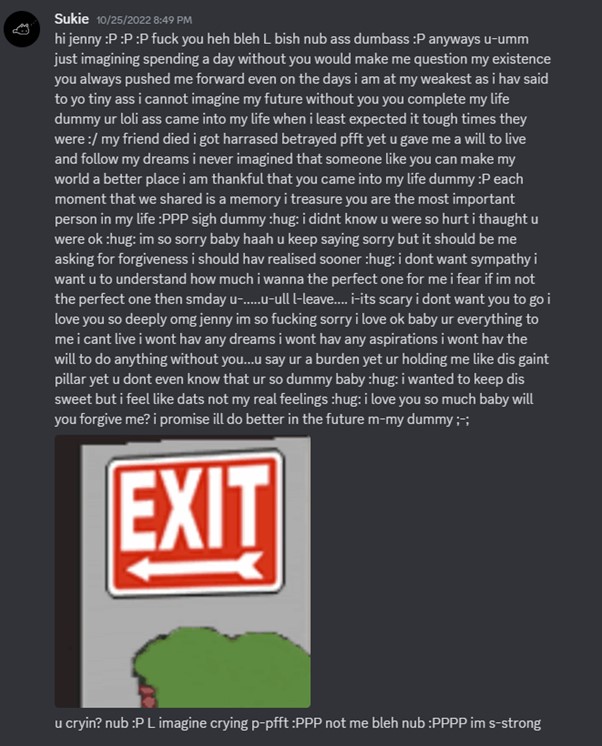 Sukie 10/25/2022 8:49 PM
hi jenny :P :P :P fuck you heh bleh L bish nub ass dumbass :P anyways u-umm
just imagining spending a day without you would make me question my existence
you always pushed me forward even on the days i am at my weakest as i hav said
to yo tiny ass i cannot imagine my future without you you complete my life
dummy ur loli ass came into my life when i least expected it tough times they
were :/ my friend died i got harrased betrayed pfft yet u gave me a will to live
and follow my dreams i never imagined that someone like you can make my
world a better place i am thankful that you came into my life dummy :P each
moment that we shared is a memory i treasure you are the most important
person in my life :PPP sigh dummy :hug: i didnt know u were so hurt i thaught u
were ok :hug: im so sorry baby haah u keep saying sorry but it should be me
asking for forgiveness i should hav realised sooner :hug: i dont want sympathy i
want u to understand how much i wanna the perfect one for me i fear if im not
the perfect one then smday u-.....u-ull l-leave.... i-its scary i dont want you to go i
love you so deeply omg jenny im so fucking sorry i love ok baby ur everything to
me i cant live i wont hav any dreams i wont hav any aspirations i wont hav the
will to do anything without you...u say ur a burden yet ur holding me like dis gaint
pillar yet u dont even know that ur so dummy baby :hug: i wanted to keep dis
sweet but i feel like dats not my real feelings :hug: i love you so much baby will
you forgive me? i promise ill do better in the future m-my dummy ;-;
EXIT
u cryin? nub :P L imagine crying p-pfft :PPP not me bleh nub :PPPP im s-strong